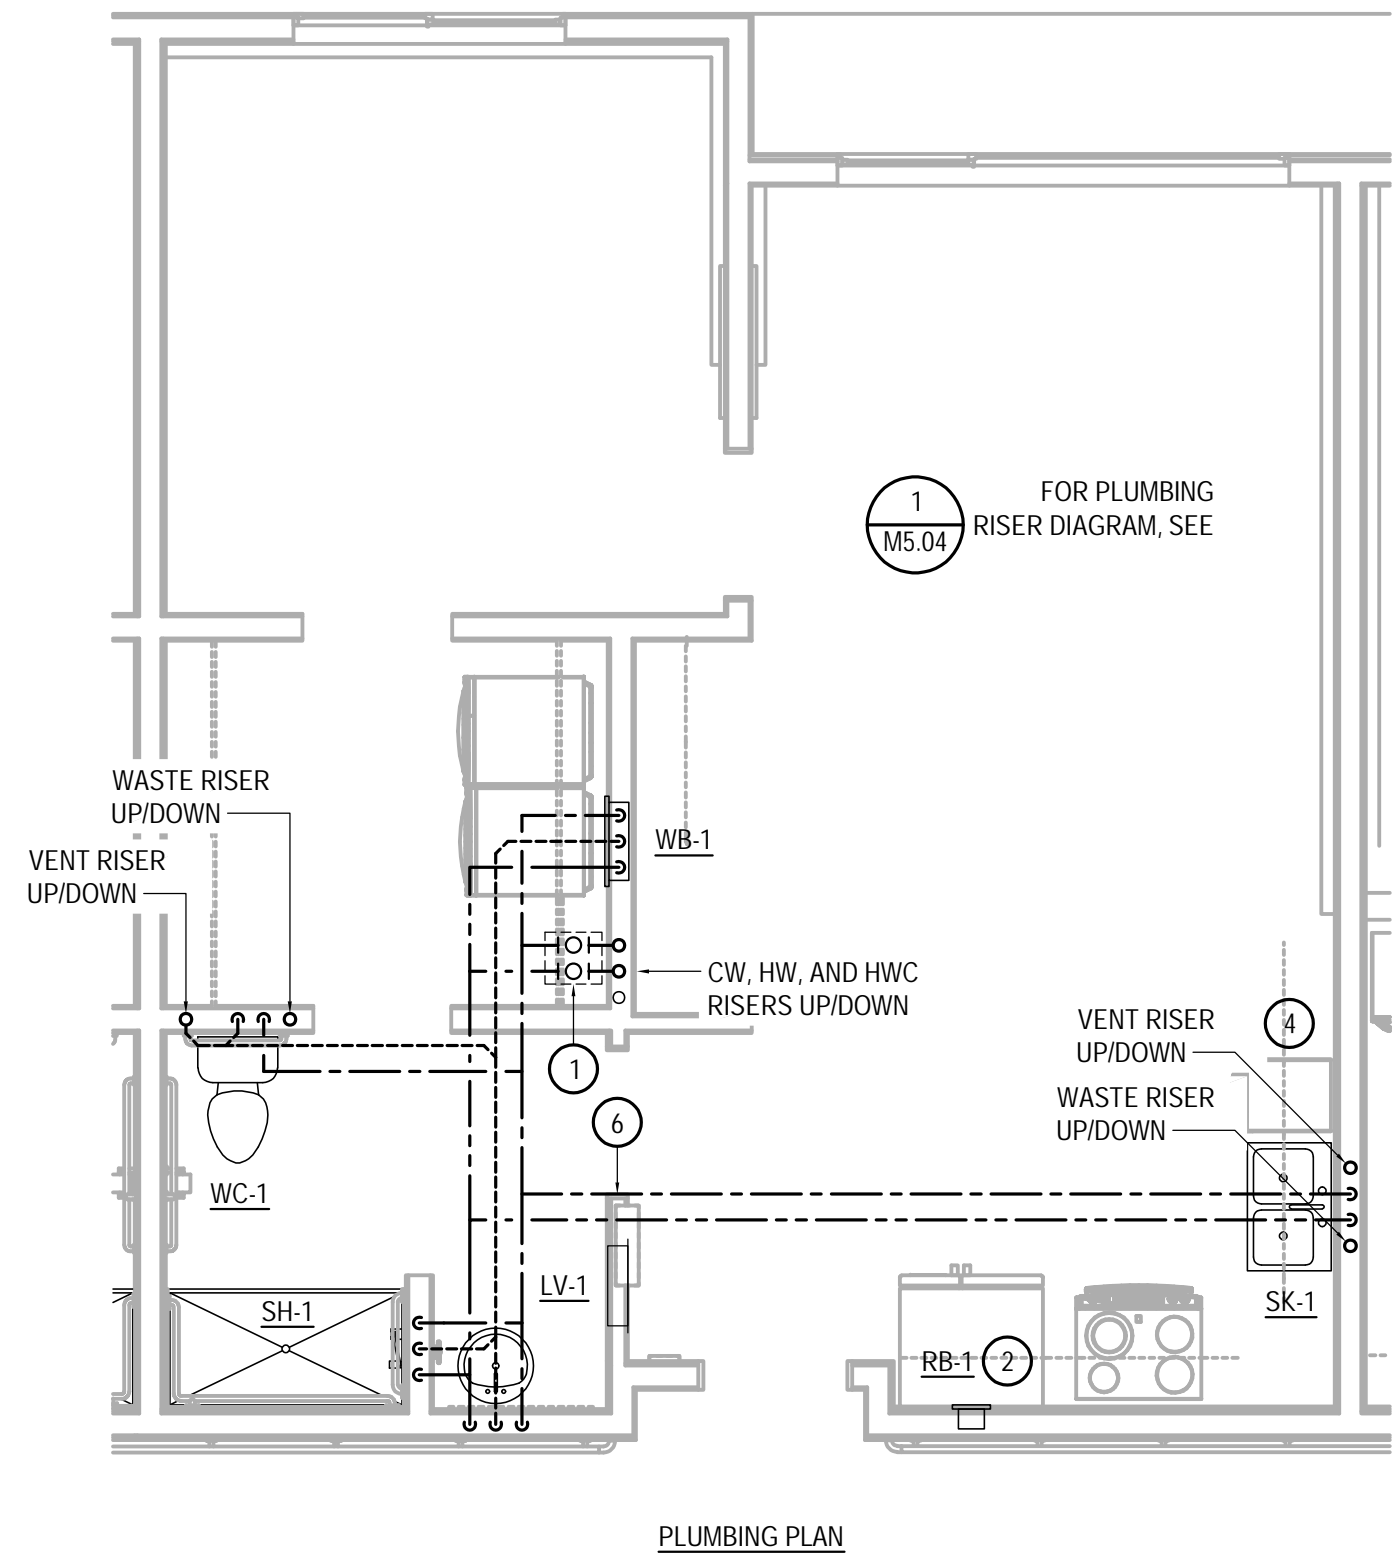 1
M5.04
FOR PLUMBING
RISER DIAGRAM, SEE
WASTE RISER
UP/DOWN
VENT RISER
UP/DOWN
WB-1
CW, HW, AND HWC
RISERS UP/DOWN
1
6
VENT RISER
UP/DOWN
4
WASTE RISER
UP/DOWN
WC-1
SH-1
LV-1
SK-1
RB-1
2
PLUMBING PLAN